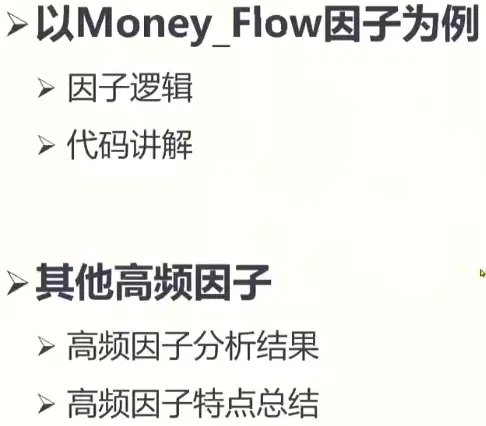 ➢以Money_Flow因子为例
➢ 因子逻辑
➢ 代码讲解
➢其他高频因子
➢ 高频因子分析结果
➢ 高频因子特点总结